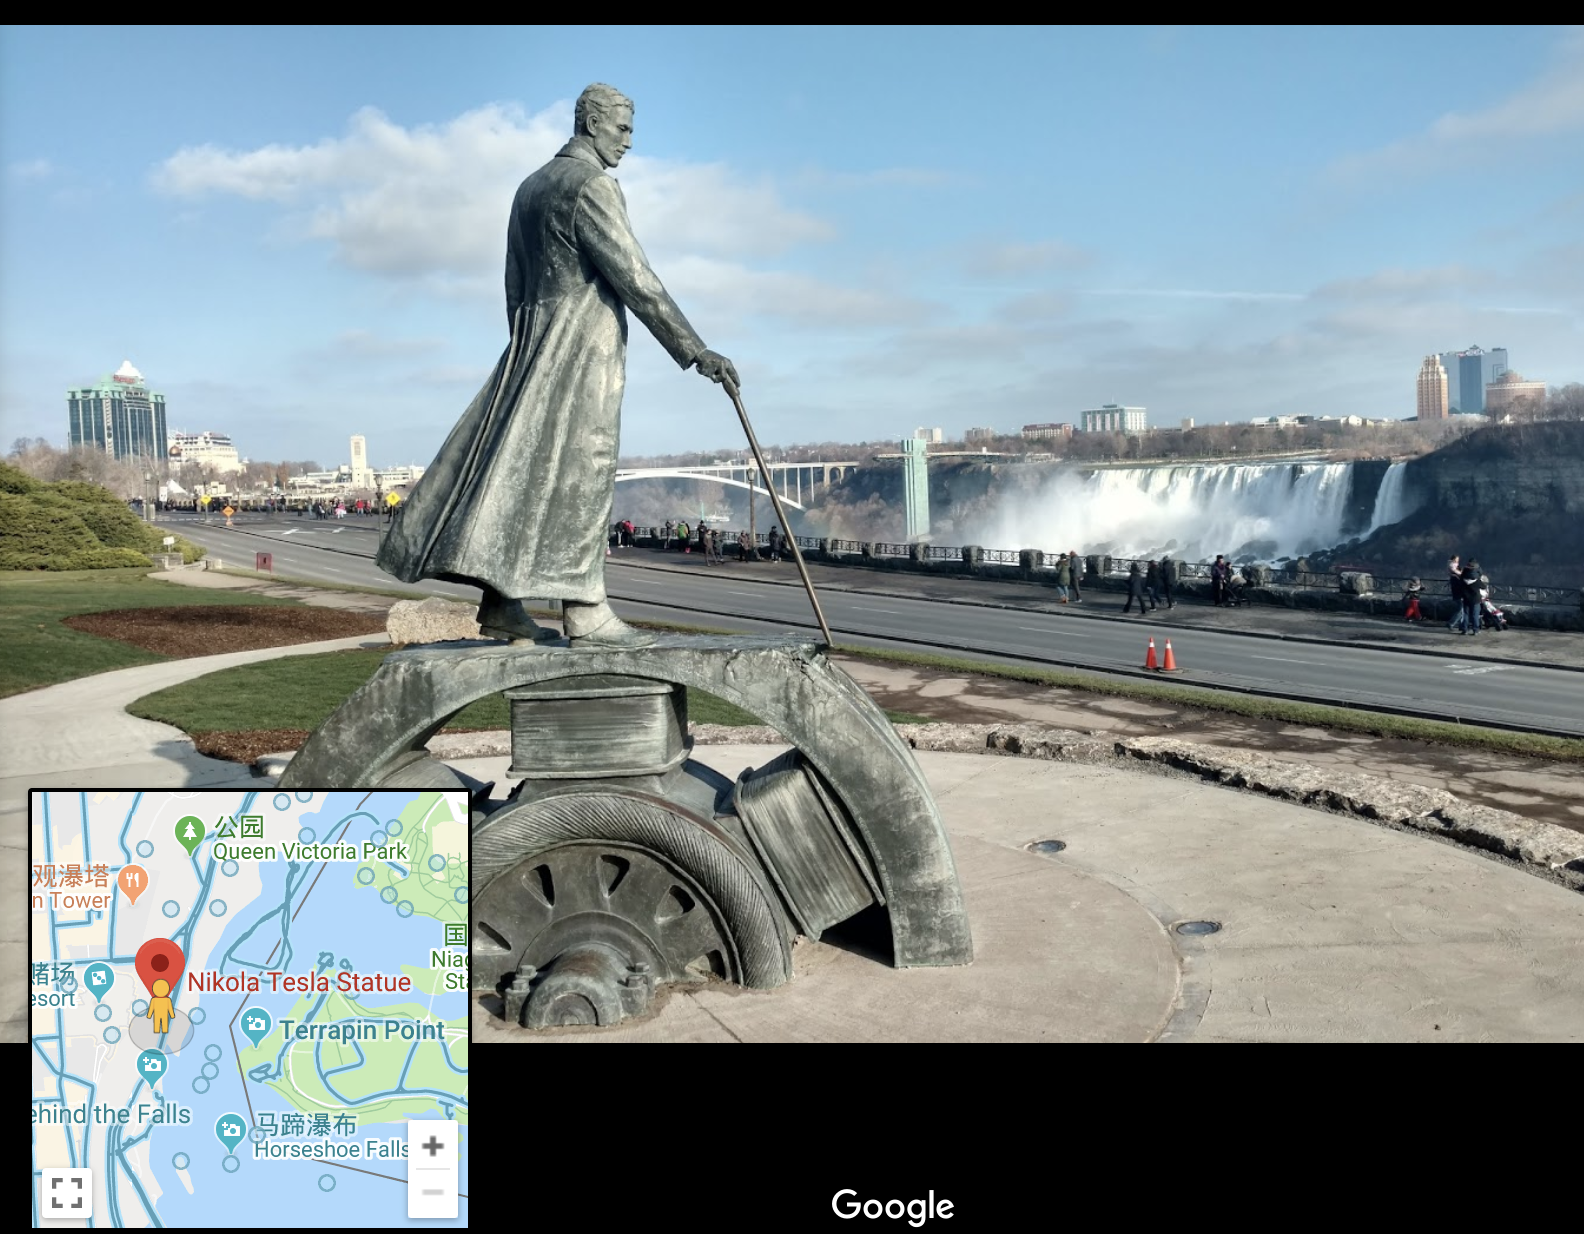 公园
Queen Victoria Park
观瀑塔
n Tower
赌场
esort
Nikola Tesla Statue
国
Niag
Sta
Terrapin Point
ehind the Falls
马蹄瀑布
Horseshoe Falls
Google